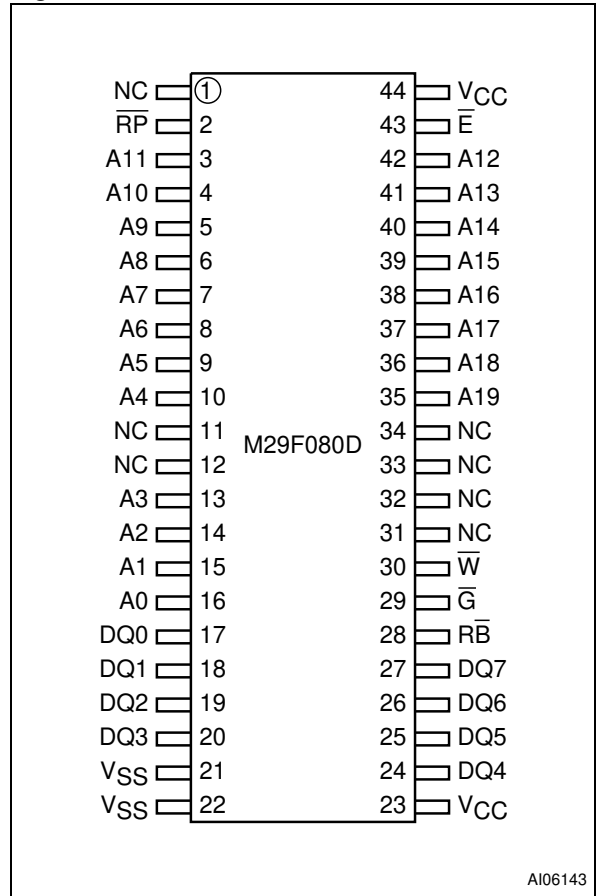 NC 1 44 VCC
R̅P̅ 2 43 E̅
A11 3 42 A12
A10 4 41 A13
A9 5 40 A14
A8 6 39 A15
A7 7 38 A16
A6 8 37 A17
A5 9 36 A18
A4 10 35 A19
NC 11 34 NC
M29F080D
NC 12 33 NC
A3 13 32 NC
A2 14 31 NC
A1 15 30 W̅
A0 16 29 G̅
DQ0 17 28 RB̅
DQ1 18 27 DQ7
DQ2 19 26 DQ6
DQ3 20 25 DQ5
VSS 21 24 DQ4
VSS 22 23 VCC
AI06143